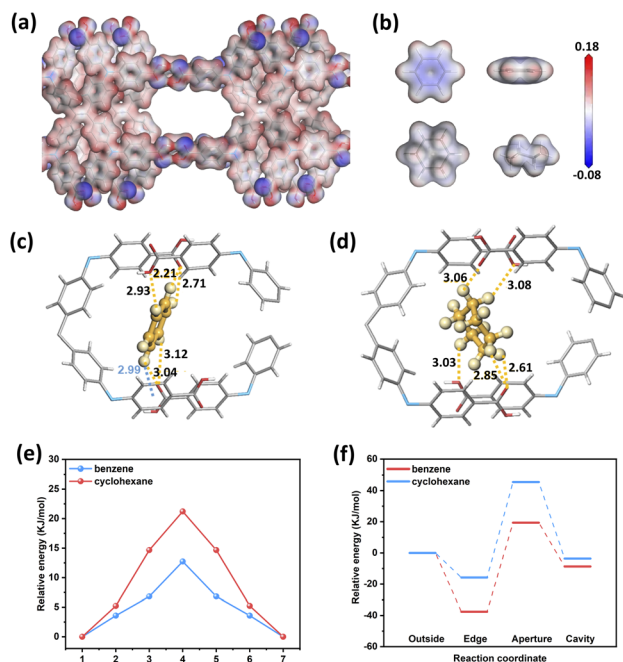 (a)
(b)
0.18
-0.08
(c)
2.21
2.93
2.71
3.12
2.99
3.04
(d)
3.06
3.08
3.03
2.85
2.61
(e)
benzene
cyclohexane
Relative energy (KJ/mol)
30
25
20
15
10
5
0
1 2 3 4 5 6 7
(f)
benzene
cyclohexane
Relative energy (KJ/mol)
60
40
20
0
-20
-40
-60
Outside Edge Aperture Cavity
Reaction coordinate